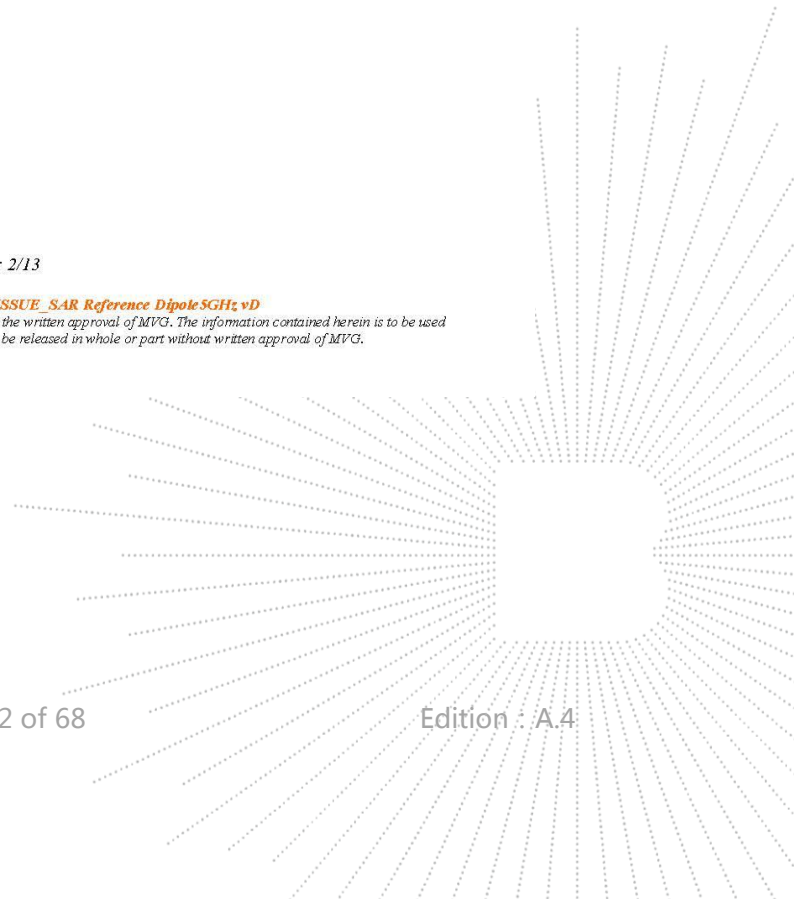 : 2/13
SSUE_SAR Reference Dipole5GHz vD
the written approval of MVG. The information contained herein is to be used
be released in whole or part without written approval of MVG.
2 of 68
Edition : A.4